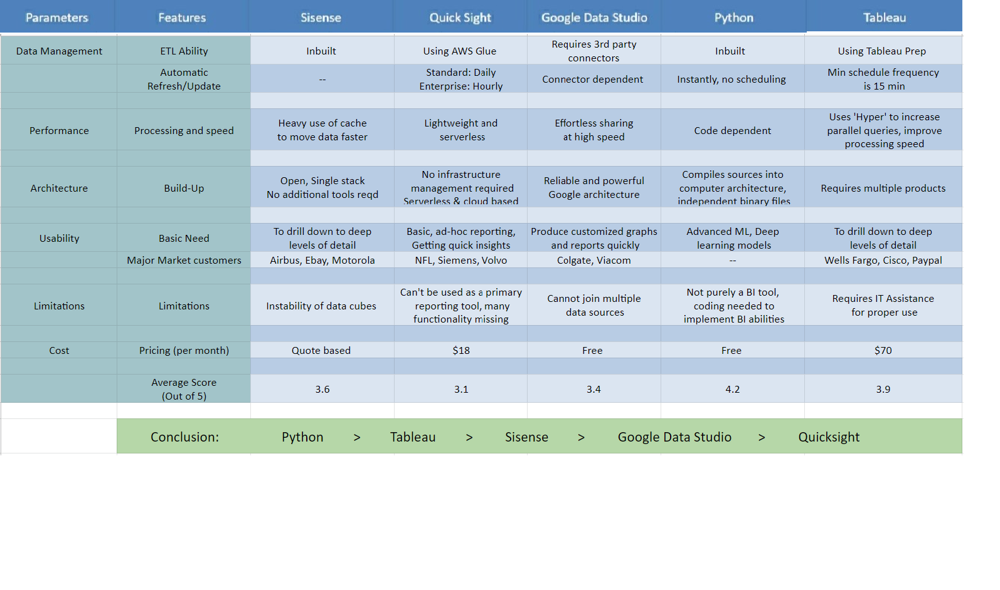 Parameters Features Sisense Quick Sight Google Data Studio Python Tableau
Data Management ETL Ability Inbuilt Using AWS Glue Requires 3rd party connectors Inbuilt Using Tableau Prep
Automatic Refresh/Update -- Standard: Daily Enterprise: Hourly Connector dependent Instantly, no scheduling Min schedule frequency is 15 min
Performance Processing and speed Heavy use of cache to move data faster Lightweight and serverless Effortless sharing at high speed Code dependent Uses 'Hyper' to increase parallel queries, improve processing speed
Architecture Build-Up Open, Single stack No additional tools reqd No infrastructure management required Serverless & cloud based Reliable and powerful Google architecture Compiles sources into computer architecture, independent binary files Requires multiple products
Usability Basic Need To drill down to deep levels of detail Basic, ad-hoc reporting, Getting quick insights Produce customized graphs and reports quickly Advanced ML, Deep learning models To drill down to deep levels of detail
Major Market customers Airbus, Ebay, Motorola NFL, Siemens, Volvo Colgate, Viacom -- Wells Fargo, Cisco, Paypal
Limitations Limitations Instability of data cubes Can't be used as a primary reporting tool, many functionality missing Cannot join multiple data sources Not purely a BI tool, coding needed to implement BI abilities Requires IT Assistance for proper use
Cost Pricing (per month) Quote based $18 Free Free $70
Average Score (Out of 5) 3.6 3.1 3.4 4.2 3.9
Conclusion: Python > Tableau > Sisense > Google Data Studio > Quicksight